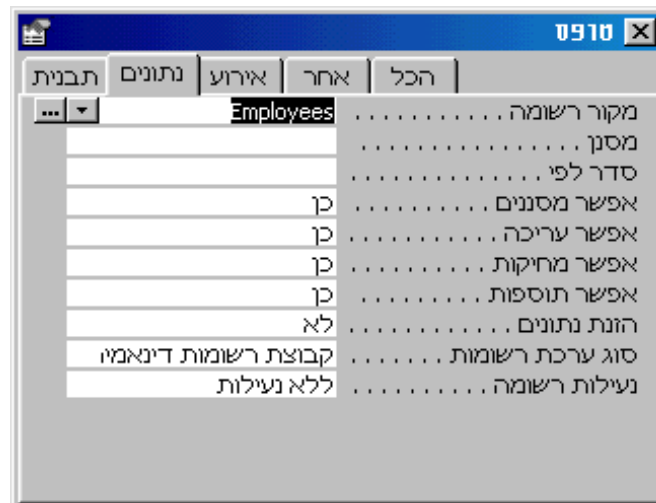 טופס
תבנית נתונים אירוע אחר הכל
מקור רשומה . . . . . . . . . . . Employees
מסנן . . . . . . . . . . . . . . . .
סדר לפי . . . . . . . . . . . . . .
אפשר מסננים . . . . . . . . . . כן
אפשר עריכה . . . . . . . . . . . כן
אפשר מחיקות . . . . . . . . . . כן
אפשר תוספות . . . . . . . . . כן
הזנת נתונים . . . . . . . . . . . . לא
סוג ערכת רשומות . . . . . . . קבוצת רשומות דינאמי
נעילות רשומה . . . . . . . . . . ללא נעילות